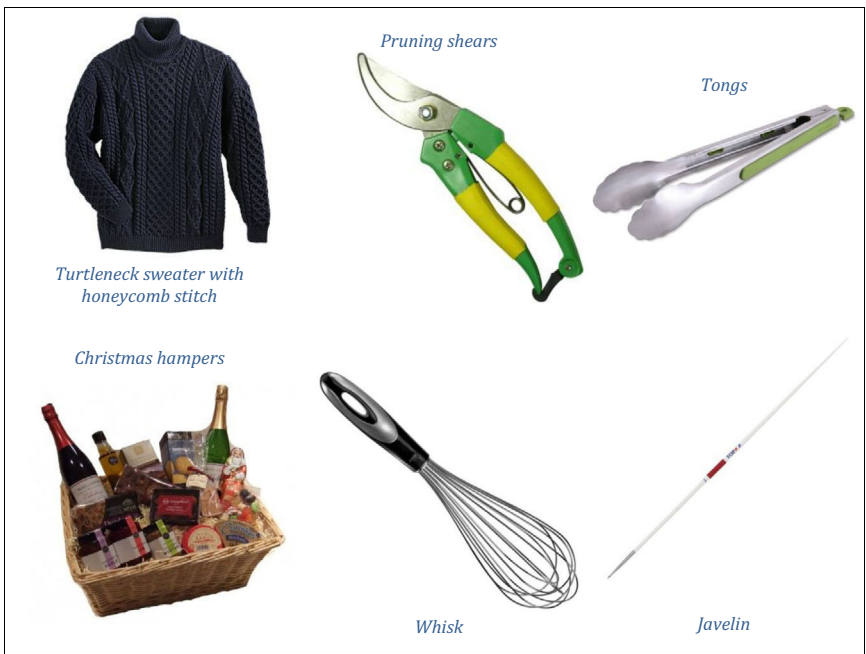 Pruning shears
Tongs
Turtleneck sweater with
honeycomb stitch
Christmas hampers
Whisk
Javelin